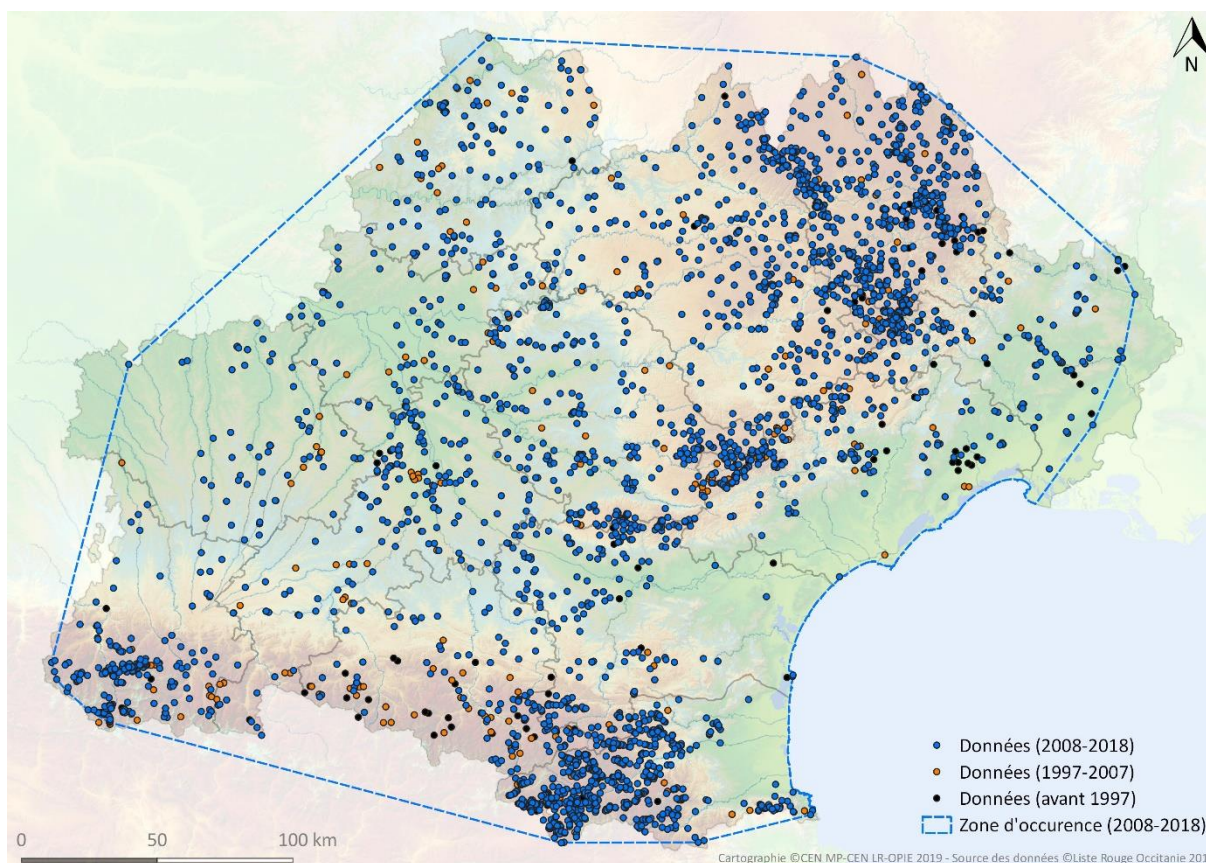 N
Données (2008-2018)
Données (1997-2007)
Données (avant 1997)
Zone d'occurence (2008-2018)
0 50 100 km
Cartographie ©CEN MP-CEN LR-OPIE 2019 - Source des données ©Liste Rouge Occitanie 201